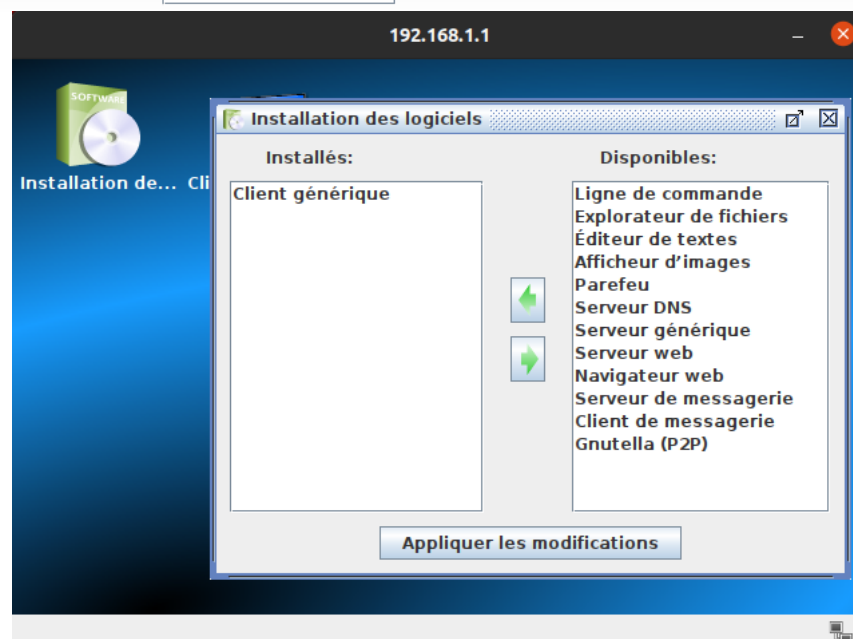 192.168.1.1
SOFTWARE
Installation de... Cli
Installation des logiciels
Installés:
Client générique
Disponibles:
Ligne de commande
Explorateur de fichiers
Éditeur de textes
Afficheur d’images
Parefeu
Serveur DNS
Serveur générique
Serveur web
Navigateur web
Serveur de messagerie
Client de messagerie
Gnutella (P2P)
Appliquer les modifications